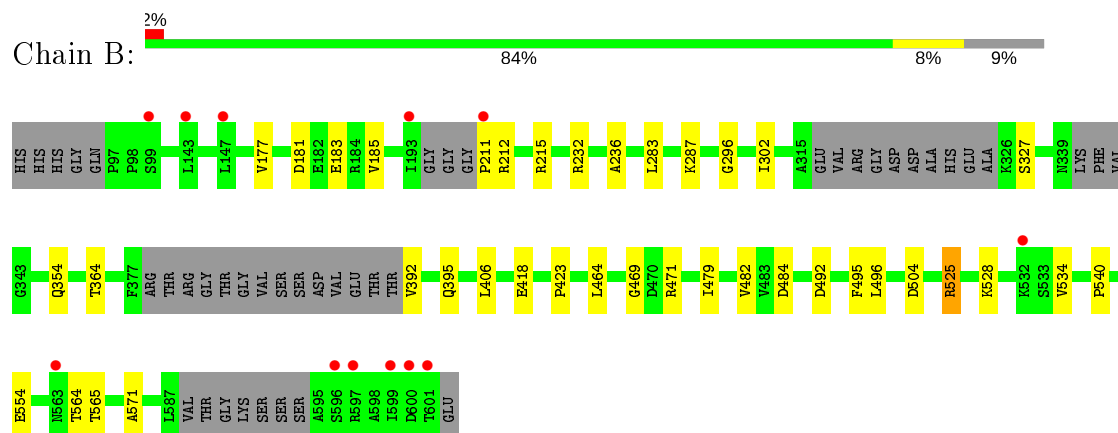 2%
Chain B:
84% 8% 9%
HIS HIS HIS GLY GLN P97 P98 S99 L143 L147 V177 D181 E182 E183 R184 V185 I193 GLY GLY GLY P211 R212 R215 R232 A236 L283 K287 G296 I302 A315 GLU VAL ARG GLY ASP ASP ALA HIS GLU ALA K326 S327 N339 LYS PHE VAL
G343 Q354 T364 F377 ARG THR ARG GLY THR GLY VAL SER SER ASP VAL GLU THR THR V392 Q395 L406 E418 P423 L464 G469 D470 R471 I479 V482 V483 D484 D492 F495 L496 D504 R525 K528 K532 S533 V534 P540
E554 N563 T564 T565 A571 L587 VAL THR GLY LYS SER SER SER A595 S596 R597 A598 I599 D600 T601 GLU